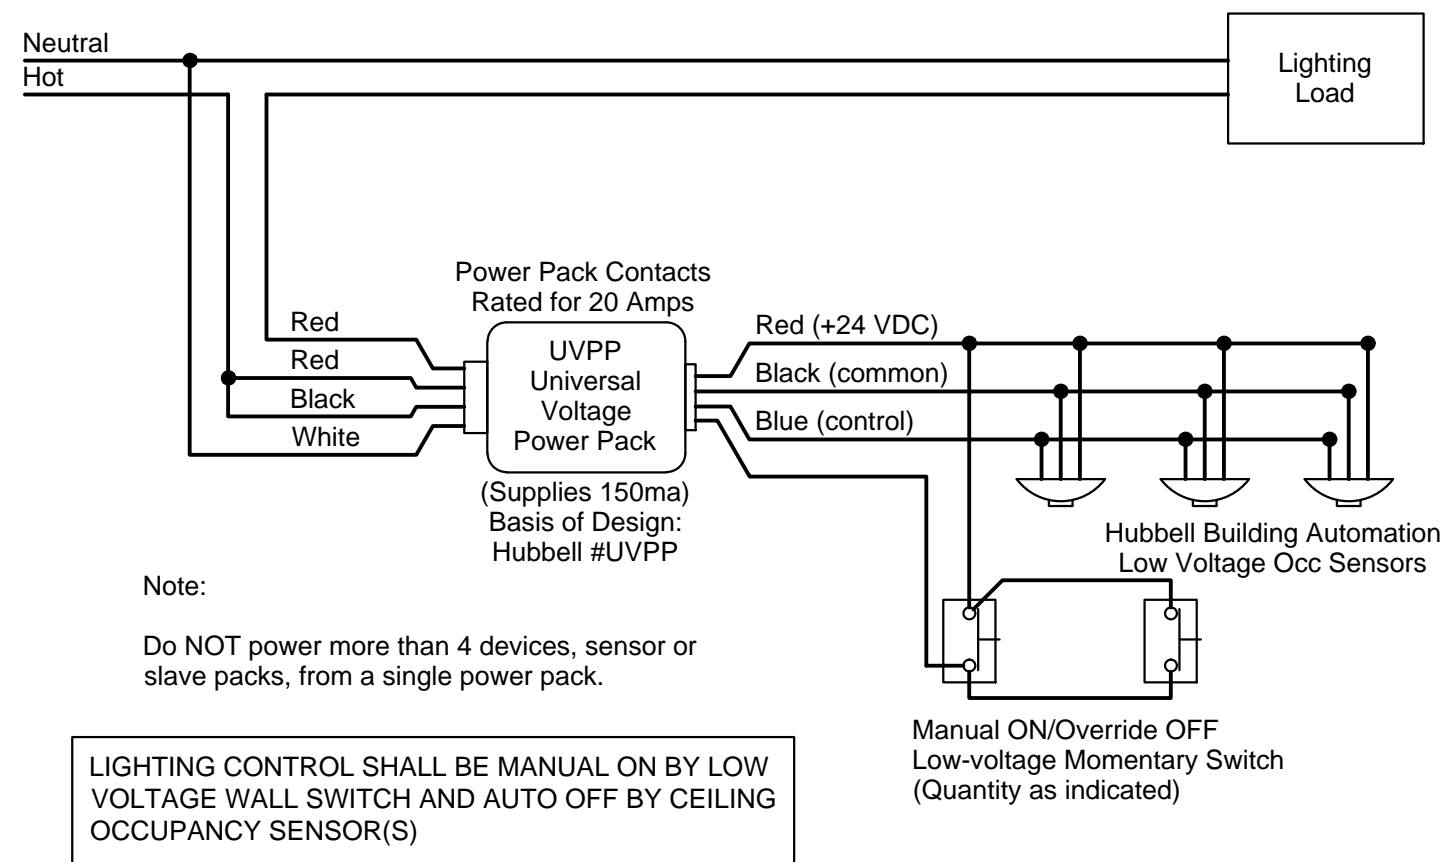 Neutral
Hot
Lighting
Load
Power Pack Contacts
Rated for 20 Amps
Red
Red
Black
White
UVPP
Universal
Voltage
Power Pack
Red (+24 VDC)
Black (common)
Blue (control)
(Supplies 150ma)
Basis of Design:
Hubbell #UVPP
Hubbell Building Automation
Low Voltage Occ Sensors
Note:
Do NOT power more than 4 devices, sensor or
slave packs, from a single power pack.
Manual ON/Override OFF
Low-voltage Momentary Switch
(Quantity as indicated)
LIGHTING CONTROL SHALL BE MANUAL ON BY LOW
VOLTAGE WALL SWITCH AND AUTO OFF BY CEILING
OCCUPANCY SENSOR(S)